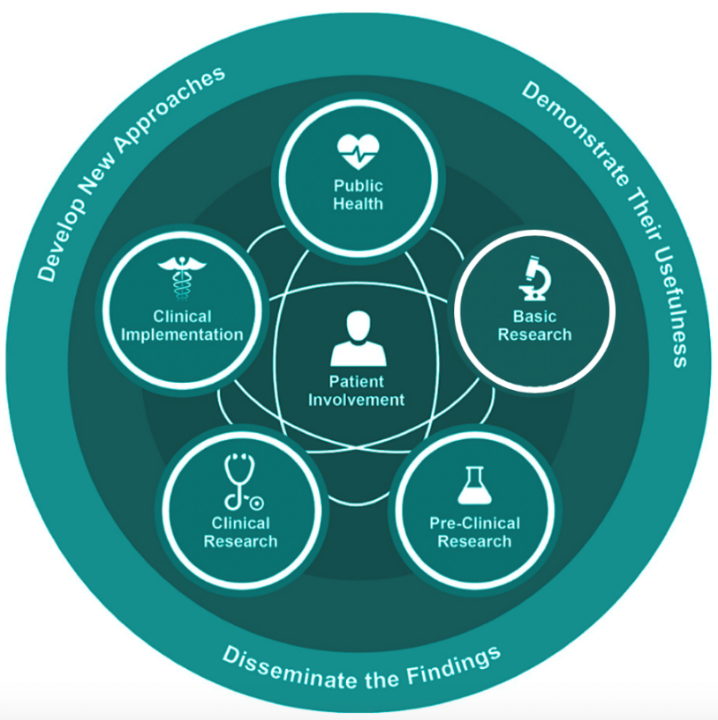 Develop New Approaches
Demonstrate Their Usefulness
Public
Health
Clinical
Implementation
Basic
Research
Patient
Involvement
Clinical
Research
Pre-Clinical
Research
Disseminate the Findings